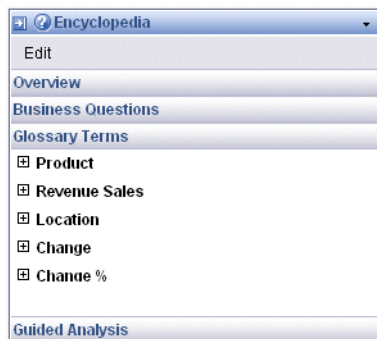 Encyclopedia
Edit
Overview
Business Questions
Glossary Terms
Product
Revenue Sales
Location
Change
Change %
Guided Analysis